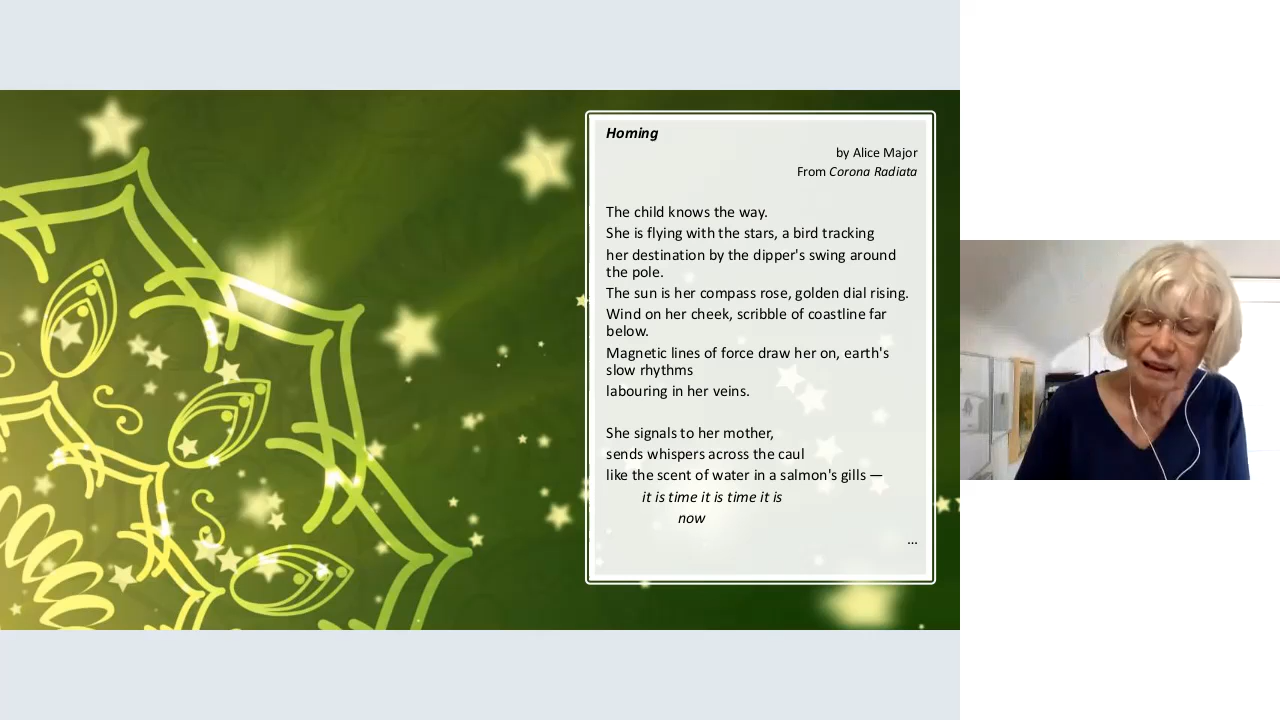 Homing
by Alice Major
From Corona Radiata
The child knows the way.
She is flying with the stars, a bird tracking
her destination by the dipper's swing around
the pole.
The sun is her compass rose, golden dial rising.
Wind on her cheek, scribble of coastline far
below.
Magnetic lines of force draw her on, earth's
slow rhythms
labouring in her veins.
She signals to her mother,
sends whispers across the caul
like the scent of water in a salmon's gills —
it is time it is time it is
now
...